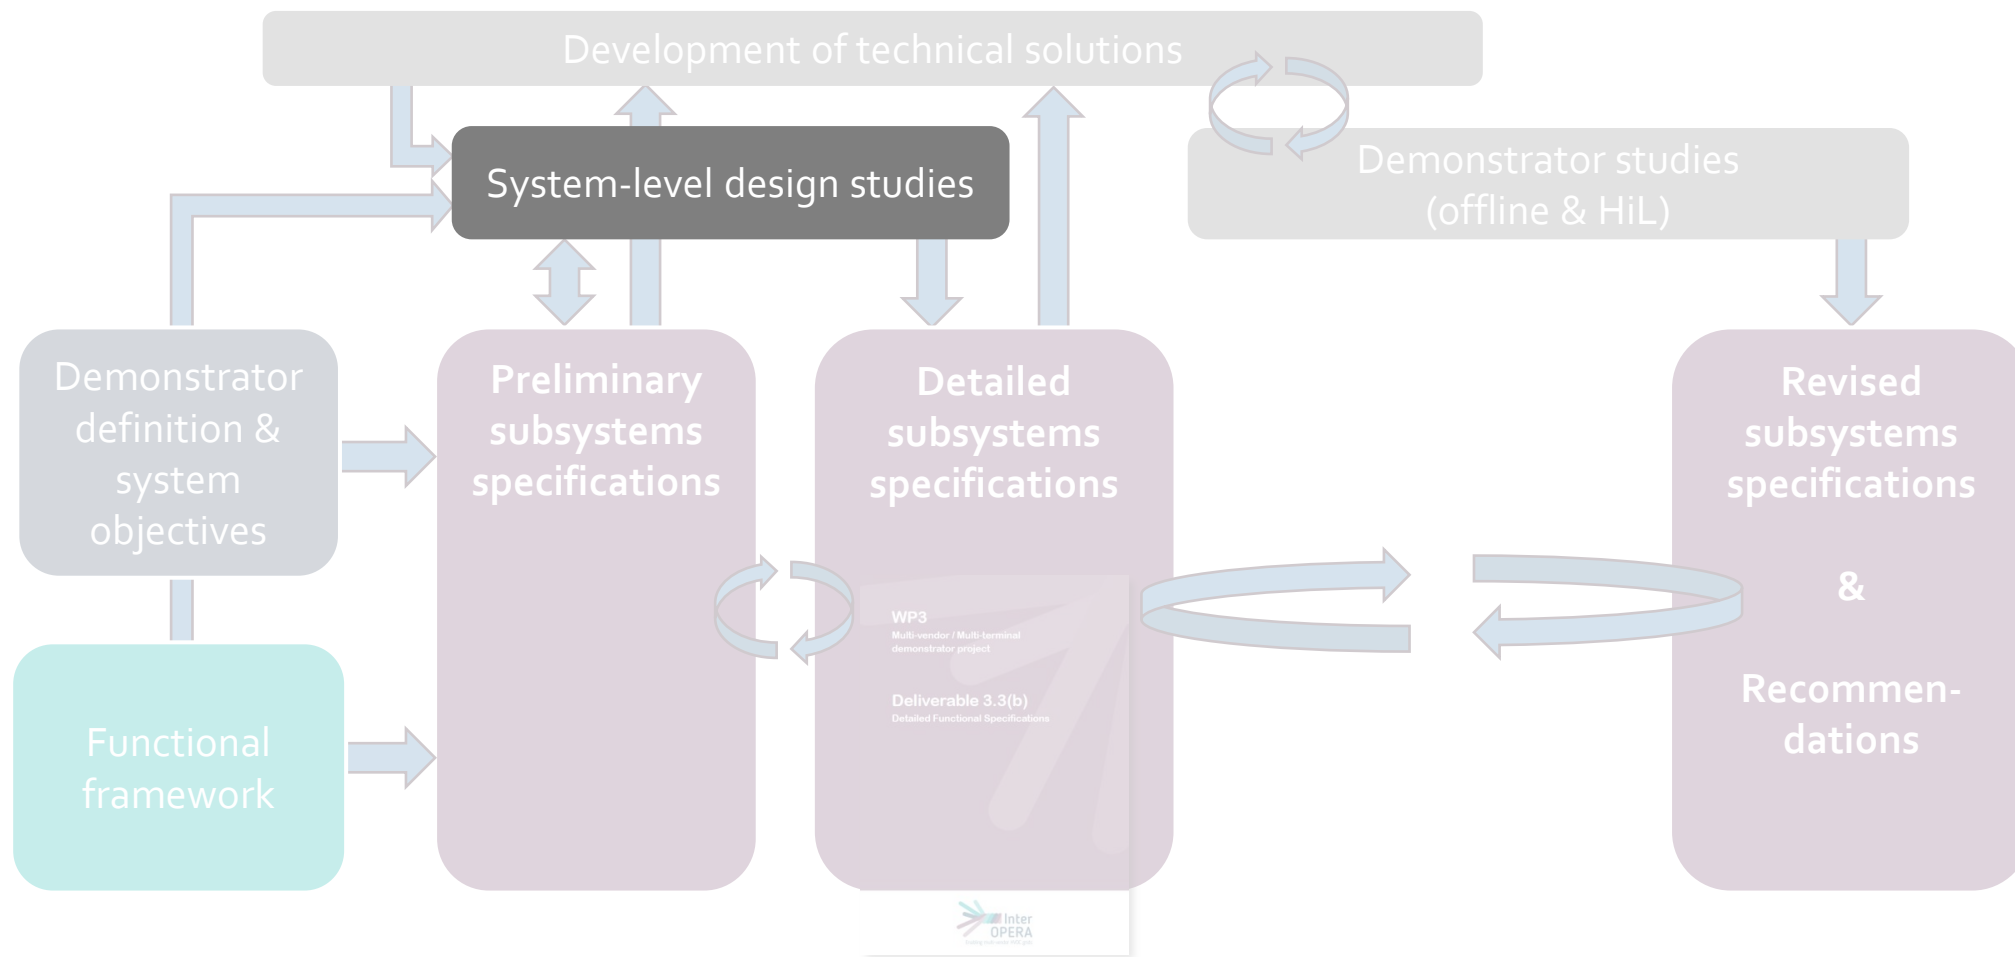 Development of technical solutions
System-level design studies
Demonstrator studies
(offline & HiL)
Demonstrator
definition &
system
objectives
Preliminary
subsystems
specifications
Detailed
subsystems
specifications
Revised
subsystems
specifications
&
Recommen-
dations
WP3
Multi-vendor / Multi-terminal
demonstrator project
Deliverable 3.3(b)
Detailed Functional Specifications
Functional
framework
Inter
OPERA